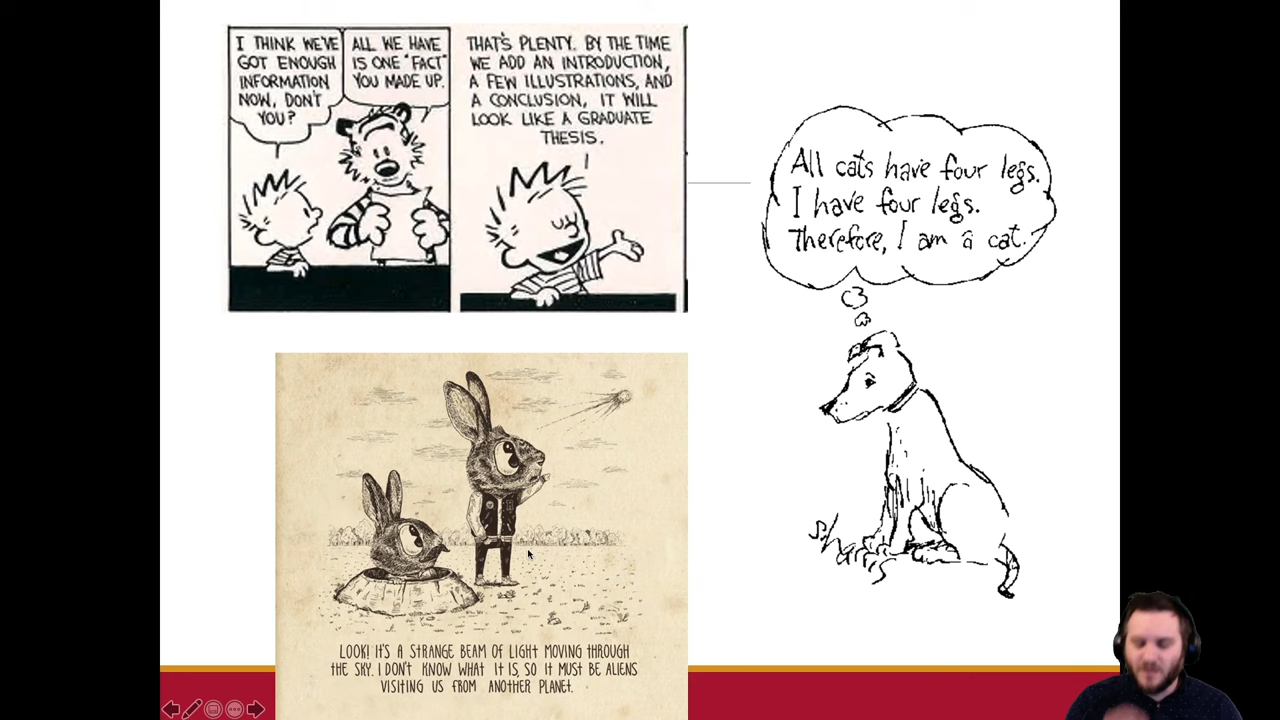 I THINK WE'VE
GOT ENOUGH
INFORMATION
NOW, DON'T
YOU?
ALL WE HAVE
IS ONE "FACT"
YOU MADE UP.
THAT'S PLENTY. BY THE TIME
WE ADD AN INTRODUCTION,
A FEW ILLUSTRATIONS, AND
A CONCLUSION, IT WILL
LOOK LIKE A GRADUATE
THESIS.
All cats have four legs.
I have four legs.
Therefore, I am a cat.
LOOK! IT'S A STRANGE BEAM OF LIGHT MOVING THROUGH
THE SKY. I DON'T KNOW WHAT IT IS, SO IT MUST BE ALIENS
VISITING US FROM ANOTHER PLANET.